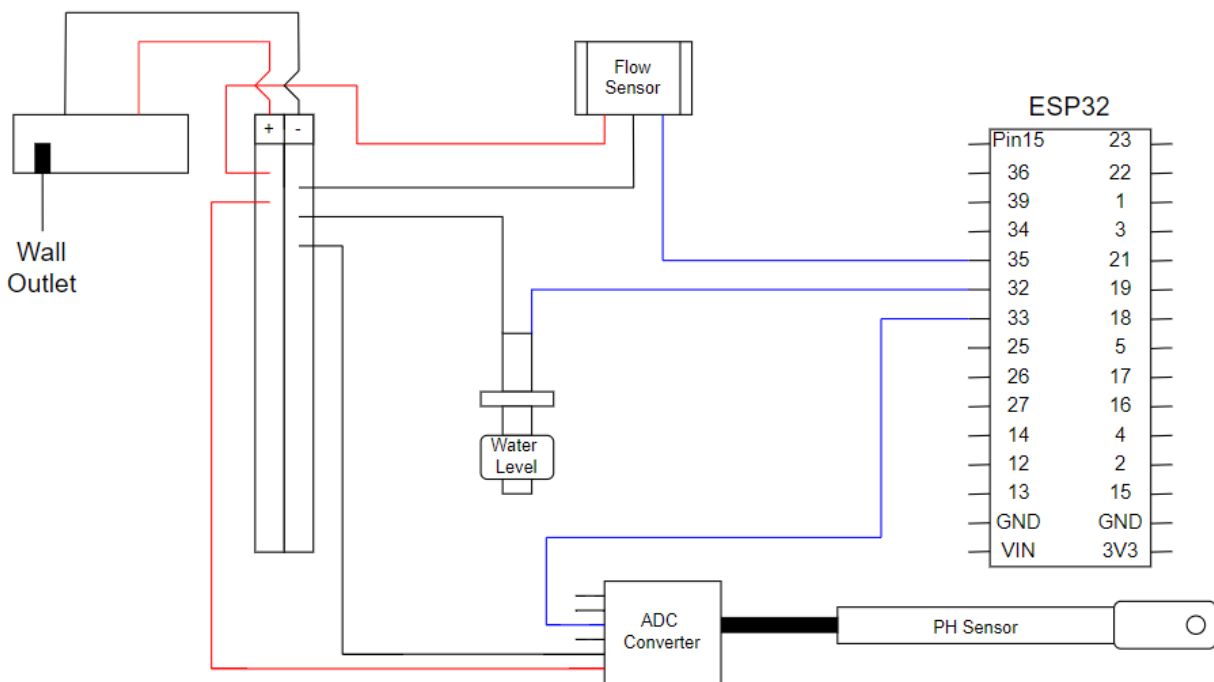 Flow
Sensor
+ -
Wall
Outlet
Water
Level
ESP32
Pin15 23
36 22
39 1
34 3
35 21
32 19
33 18
25 5
26 17
27 16
14 4
12 2
13 15
GND GND
VIN 3V3
ADC
Converter
PH Sensor